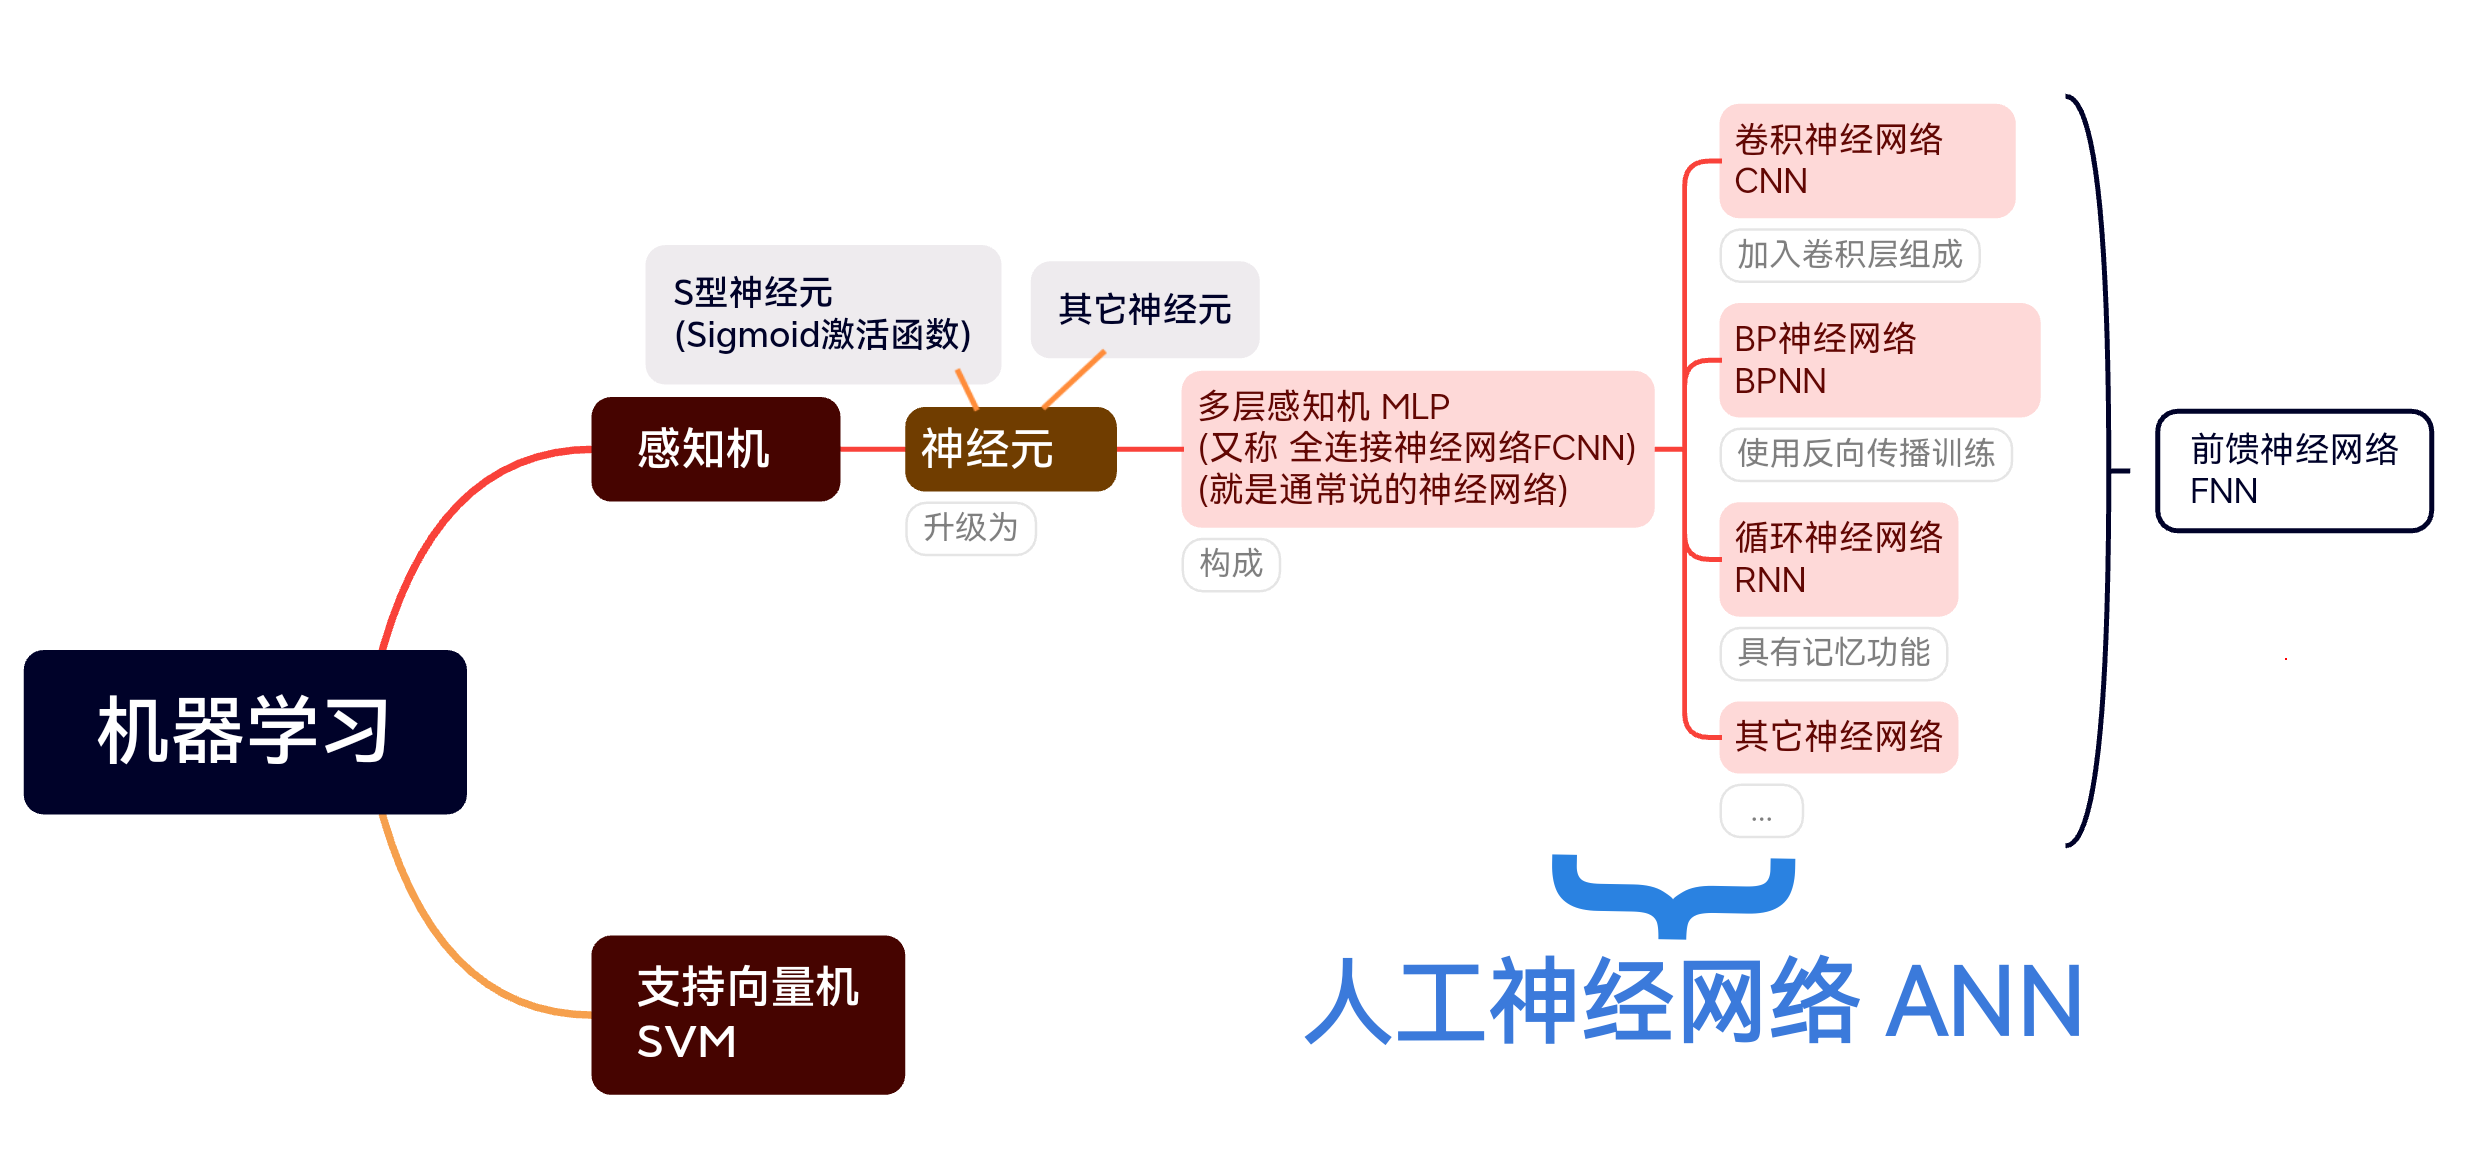 机器学习
感知机
S型神经元
(Sigmoid激活函数)
其它神经元
神经元
升级为
多层感知机 MLP
(又称 全连接神经网络FCNN)
(就是通常说的神经网络)
构成
卷积神经网络
CNN
加入卷积层组成
BP神经网络
BPNN
使用反向传播训练
循环神经网络
RNN
具有记忆功能
其它神经网络
...
前馈神经网络
FNN
人工神经网络 ANN
支持向量机
SVM